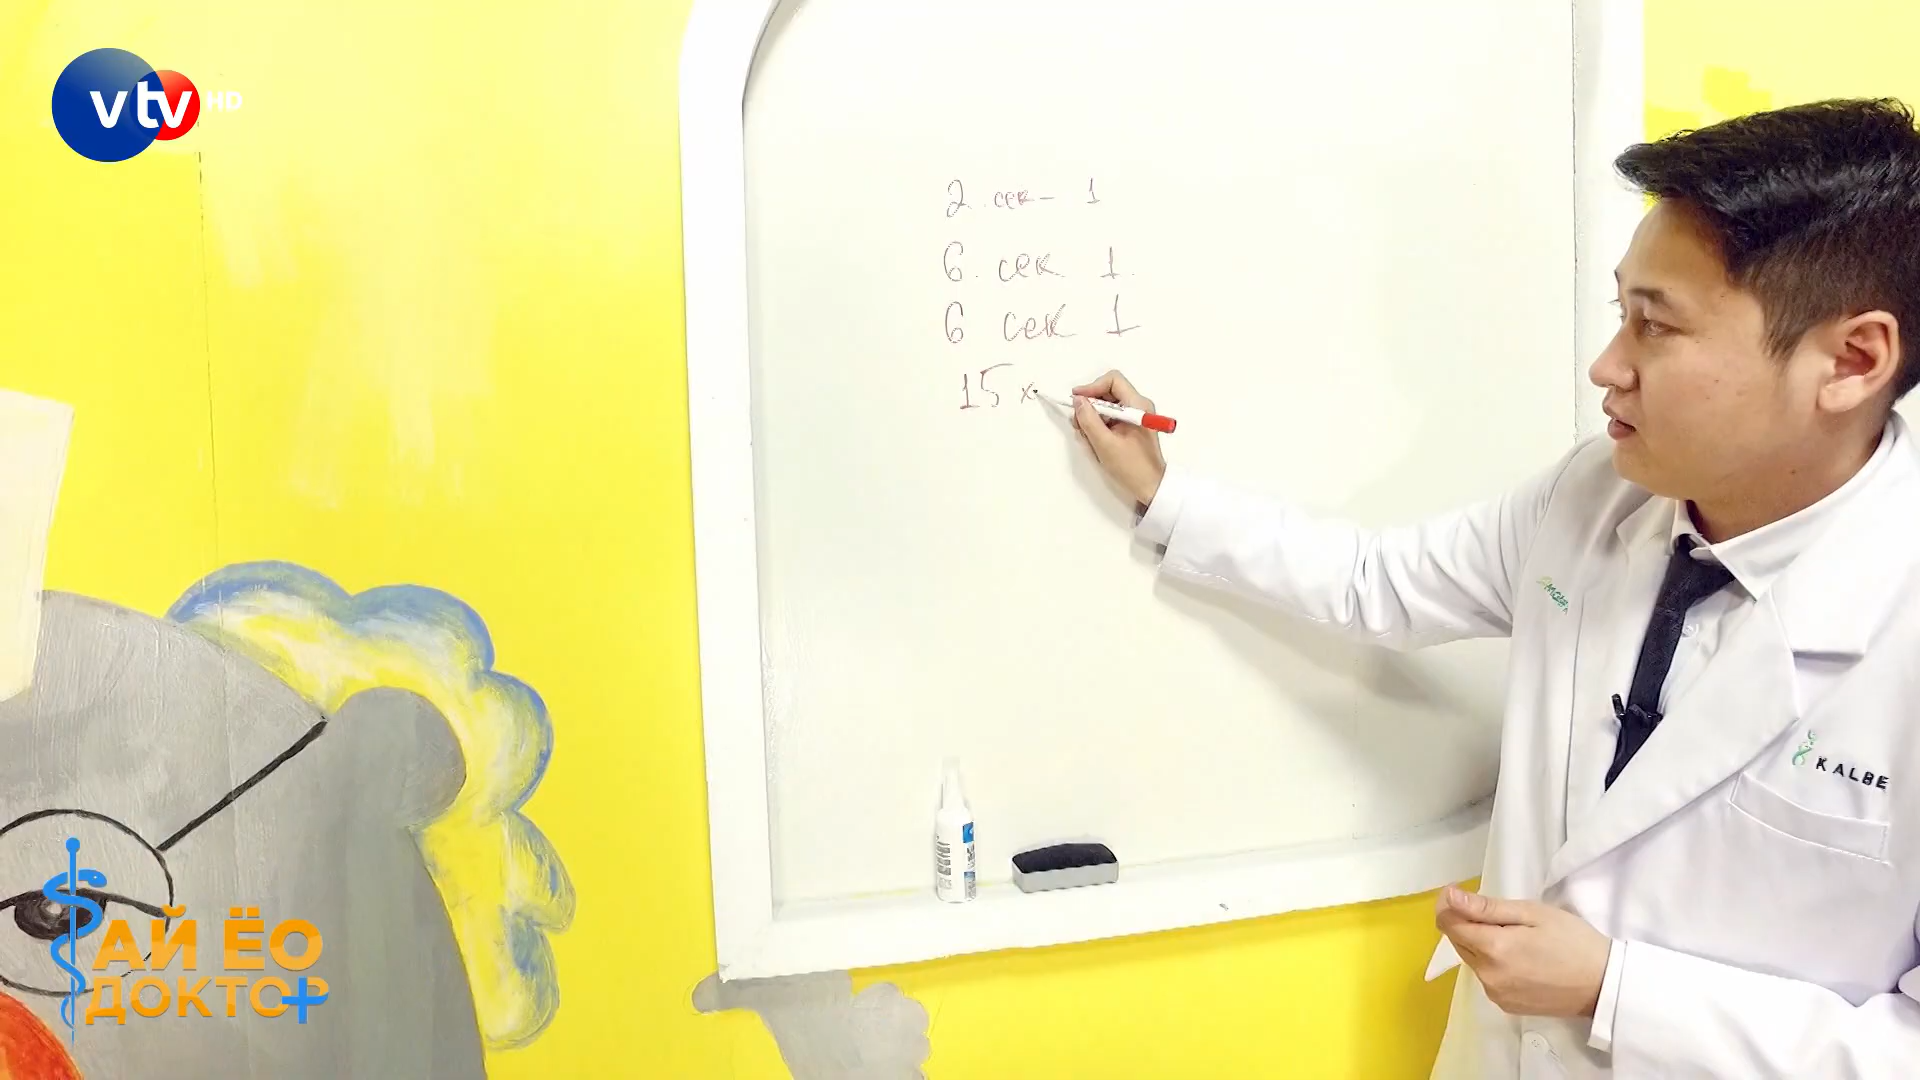 vtv HD
2. сек - 1
6. сек 1.
6 сек 1
15 х
KALBE
АЙ ЁО
ДОКТОР+